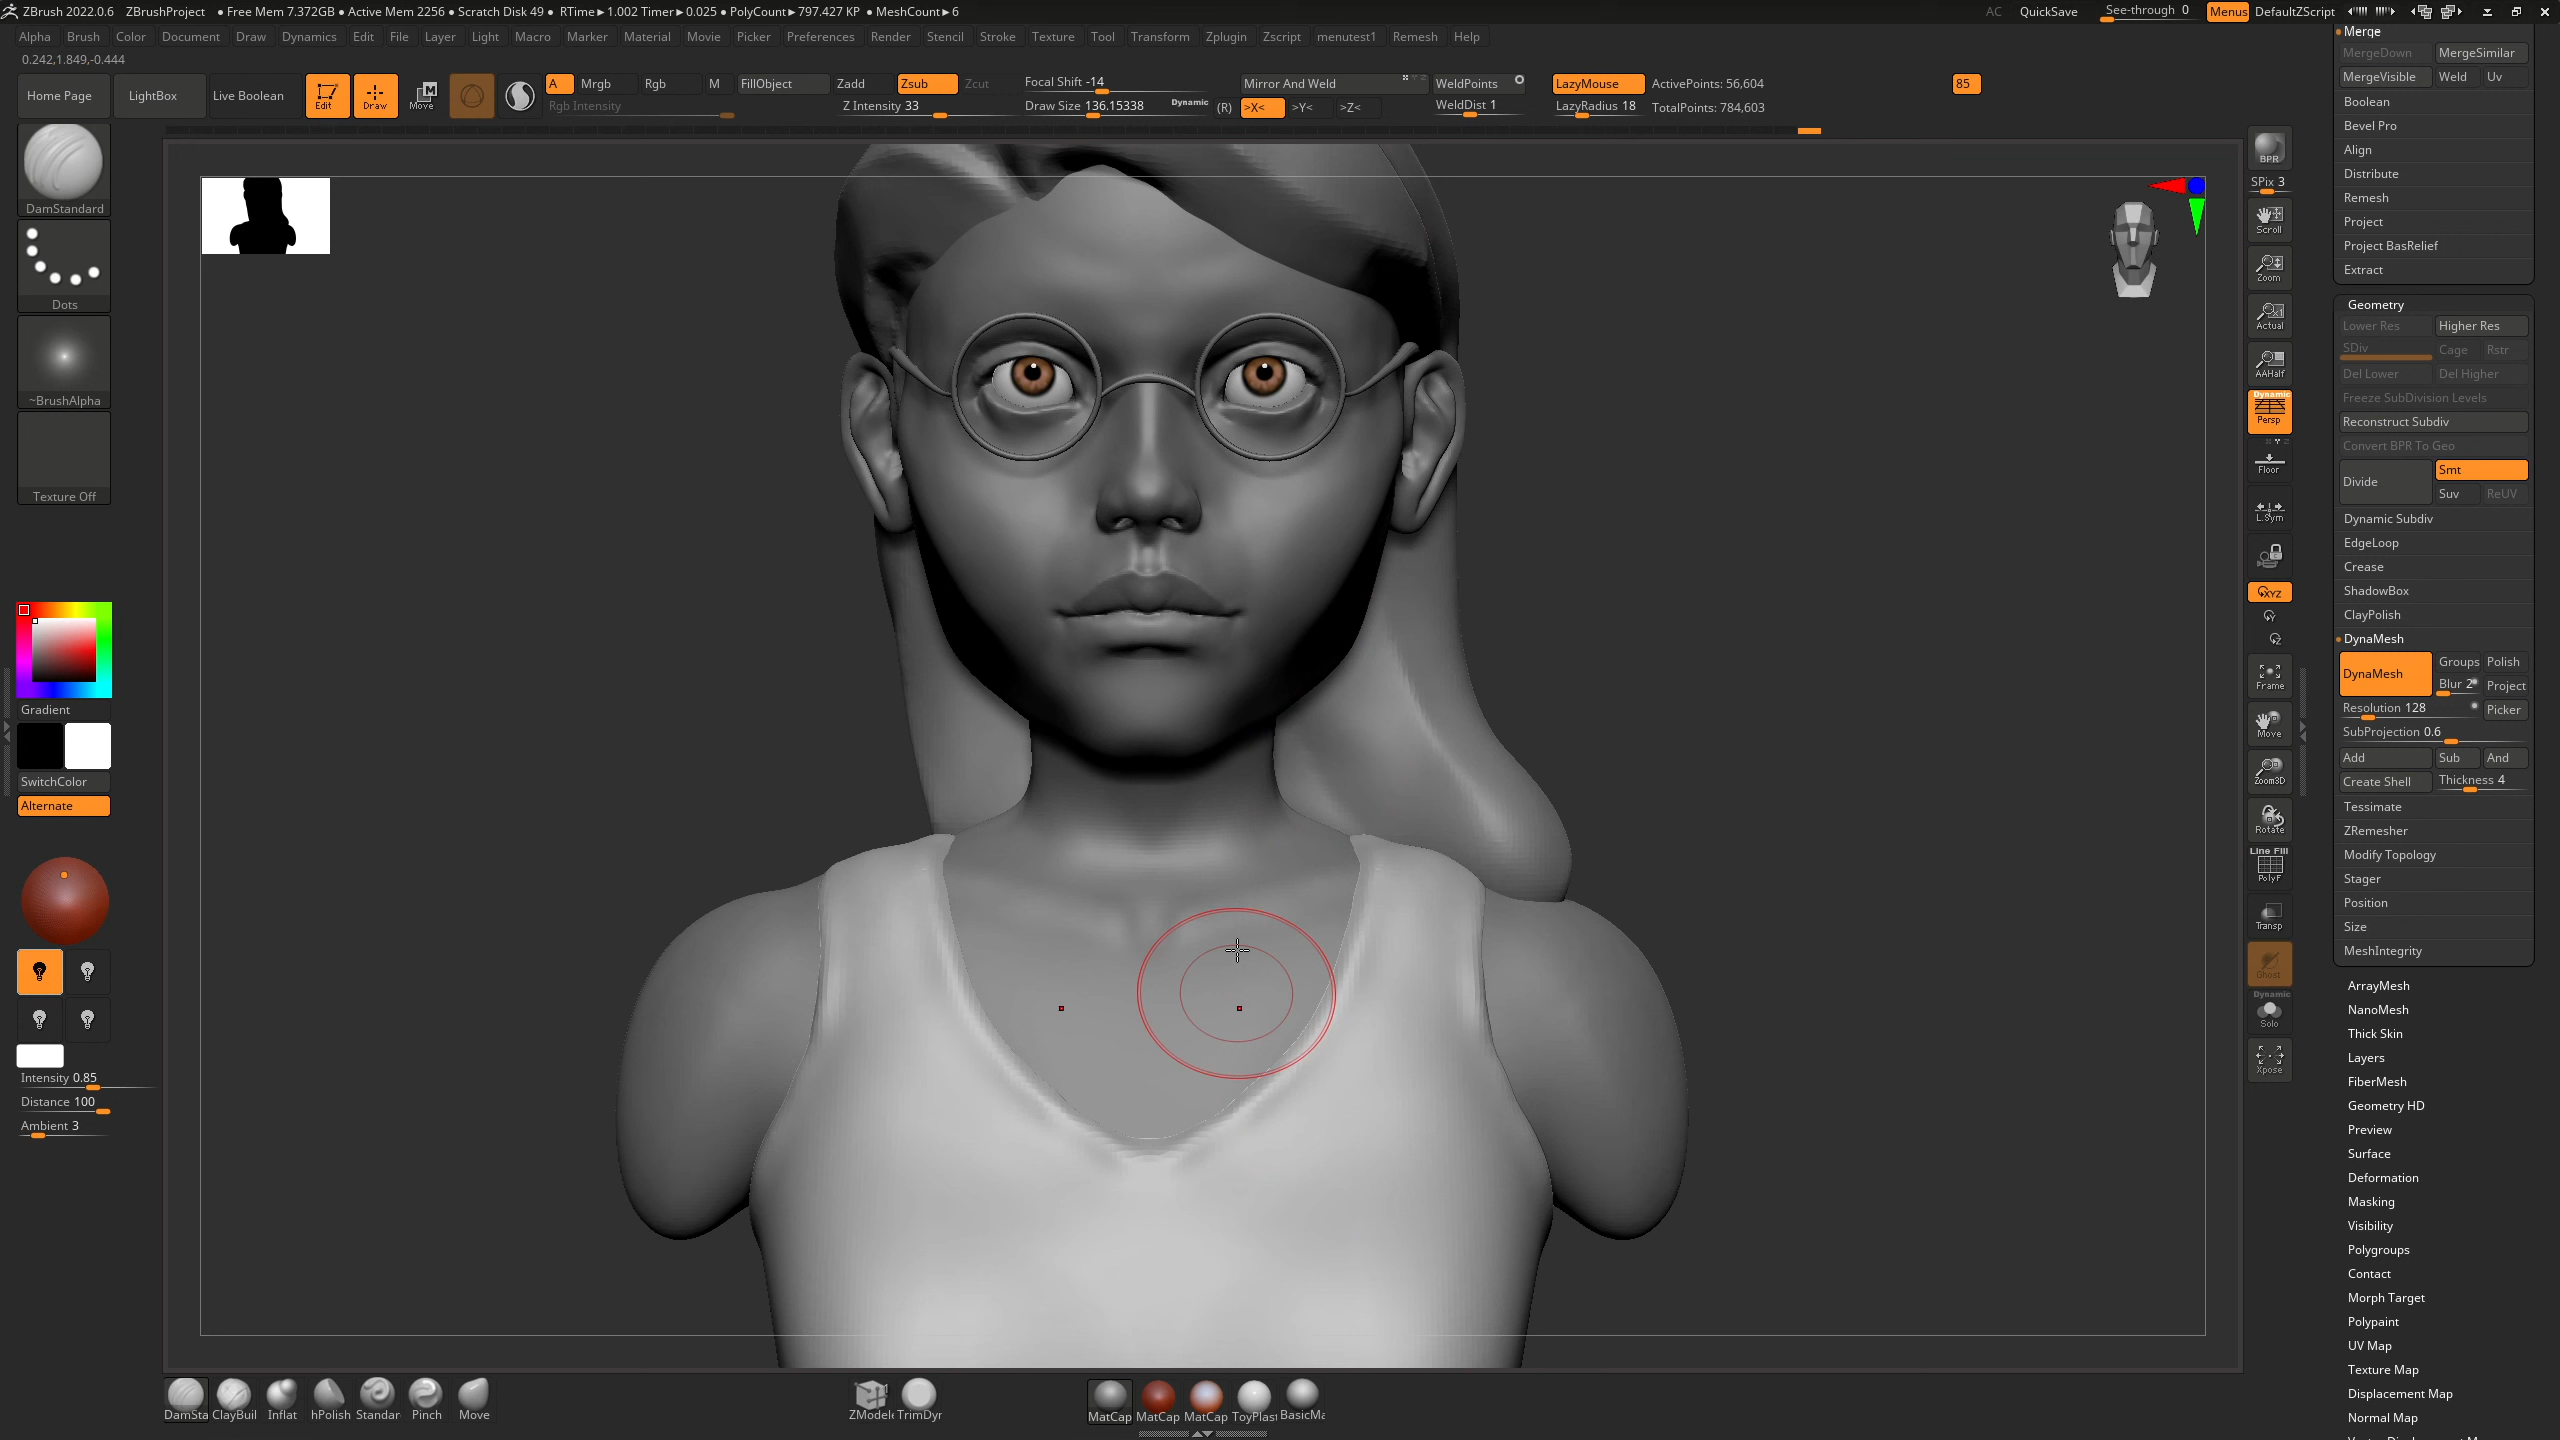 ZBrush 2022.0.6 ZBrushProject • Free Mem 7.372GB • Active Mem 2256 • Scratch Disk 49 • RTime►1.002 Timer►0.025 • PolyCount►797.427 KP • MeshCount►6 AC QuickSave See-through 0 Menus DefaultZScript
Alpha Brush Color Document Draw Dynamics Edit File Layer Light Macro Marker Material Movie Picker Preferences Render Stencil Stroke Texture Tool Transform Zplugin Zscript menutest1 Remesh Help
0.242,1.849,-0.444
Home Page LightBox Live Boolean Edit Draw Move
A Mrgb Rgb M FillObject Zadd Zsub Zcut Focal Shift -14 Mirror And Weld WeldPoints LazyMouse ActivePoints: 56,604 85
Rgb Intensity Z Intensity 33 Draw Size 136.15338 Dynamic (R) >X< >Y< >Z< WeldDist 1 LazyRadius 18 TotalPoints: 784,603
DamStandard
Dots
~BrushAlpha
Texture Off
Gradient
SwitchColor
Alternate
Intensity 0.85
Distance 100
Ambient 3
BPR
SPix 3
Scroll
Zoom
Actual
AAHalf
Dynamic
Persp
Floor
L.Sym
XYZ
Y
Z
Frame
Move
Zoom3D
Rotate
Line Fill
PolyF
Transp
Ghost
Dynamic
Solo
Xpose
Merge
MergeDown MergeSimilar
MergeVisible Weld Uv
Boolean
Bevel Pro
Align
Distribute
Remesh
Project
Project BasRelief
Extract
Geometry
Lower Res Higher Res
SDiv Cage Rstr
Del Lower Del Higher
Freeze SubDivision Levels
Reconstruct Subdiv
Convert BPR To Geo
Divide Smt
Suv ReUV
Dynamic Subdiv
EdgeLoop
Crease
ShadowBox
ClayPolish
DynaMesh
DynaMesh Groups Polish
Blur 2 Project
Resolution 128 Picker
SubProjection 0.6
Add Sub And
Create Shell Thickness 4
Tessimate
ZRemesher
Modify Topology
Stager
Position
Size
MeshIntegrity
ArrayMesh
NanoMesh
Thick Skin
Layers
FiberMesh
Geometry HD
Preview
Surface
Deformation
Masking
Visibility
Polygroups
Contact
Morph Target
Polypaint
UV Map
Texture Map
Displacement Map
Normal Map
DamSta ClayBuil Inflat hPolish Standar Pinch Move ZModele TrimDyr MatCap MatCap MatCap ToyPlas BasicMa